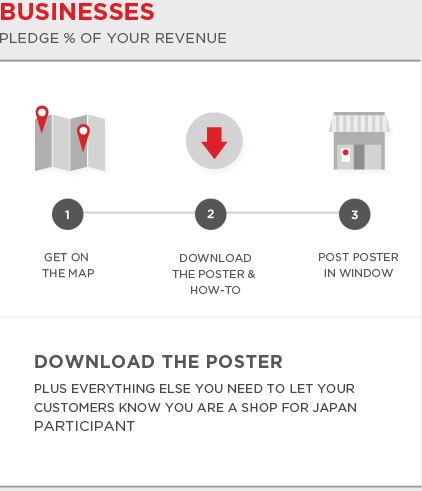 BUSINESSES
PLEDGE % OF YOUR REVENUE
1
2
3
GET ON
THE MAP
DOWNLOAD
THE POSTER &
HOW-TO
POST POSTER
IN WINDOW
DOWNLOAD THE POSTER
PLUS EVERYTHING ELSE YOU NEED TO LET YOUR
CUSTOMERS KNOW YOU ARE A SHOP FOR JAPAN
PARTICIPANT